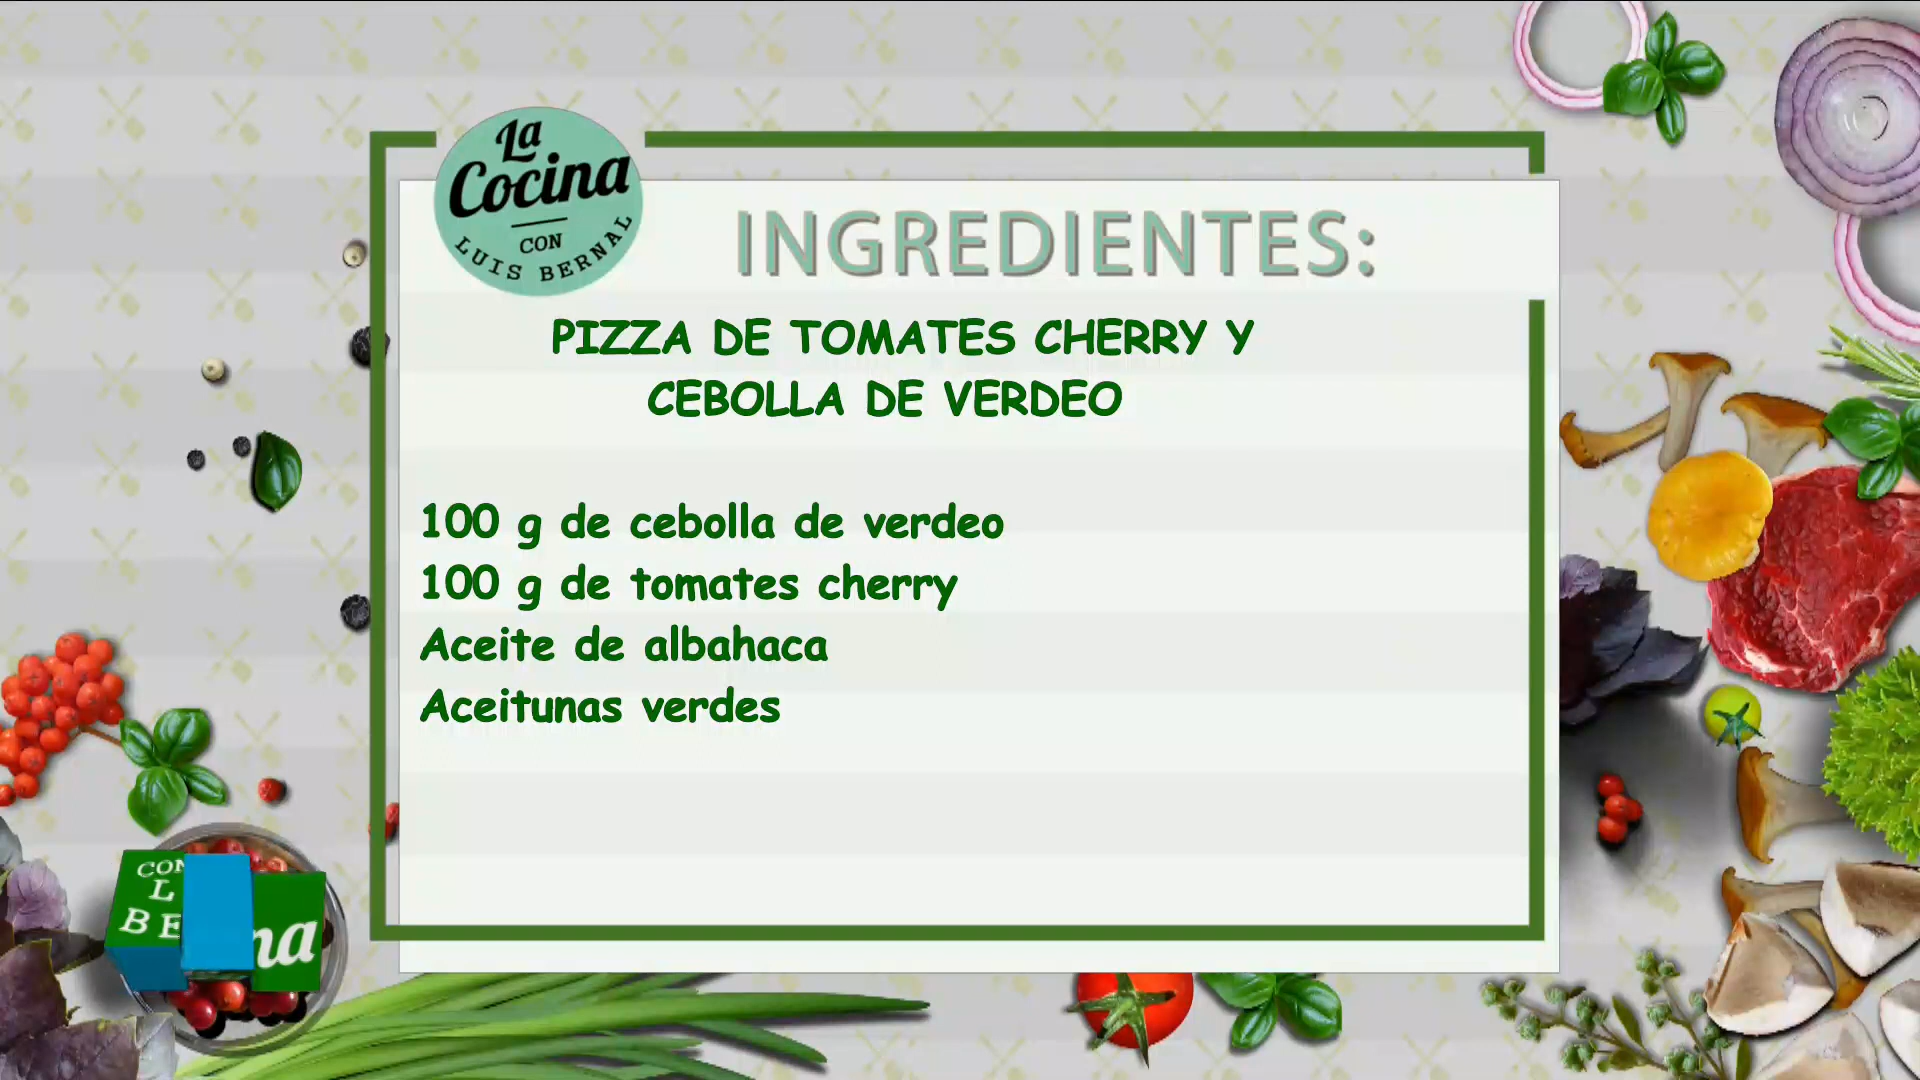 La
Cocina
CON
LUIS BERNAL
INGREDIENTES:
PIZZA DE TOMATES CHERRY Y
CEBOLLA DE VERDEO
100 g de cebolla de verdeo
100 g de tomates cherry
Aceite de albahaca
Aceitunas verdes